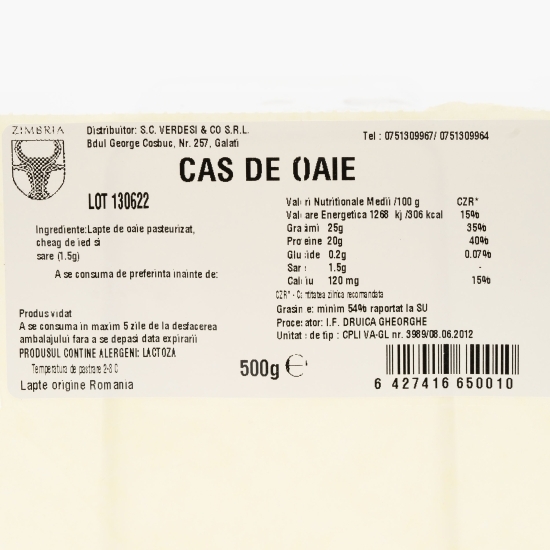 ZIMBRIA
Distribuitor: S.C. VERDESI & CO S.R.L.
Bdul George Cosbuc, Nr. 257, Galati
Tel : 0751309967/ 0751309964
CAS DE OAIE
LOT 130622
Ingrediente:Lapte de oaie pasteurizat,
cheag de ied si
sare (1.5g)
A se consuma de preferinta inainte de:
Produs vidat
A se consuma in maxim 5 zile de la desfacerea
ambalajului fara a se depasi data expirarii
PRODUSUL CONTINE ALERGENI: LACTOZA
Temperatura de pastrare 2-8 C
Lapte origine Romania
500g e
Valori Nutritionale Medii /100 g CZR*
Valoare Energetica 1268 kj /306 kcal 15%
Grasimi 25g 35%
Proteine 20g 40%
Glucide 0.2g 0.07%
Sare 1.5g -
Calciu 120 mg 15%
CZR* - Cantitatea zilnica recomandata
Grasime: minim 54% raportat la SU
Procesator: I.F. DRUICA GHEORGHE
Unitate de tip : CPLI VA-GL nr. 3989/08.06.2012
6 427416 650010